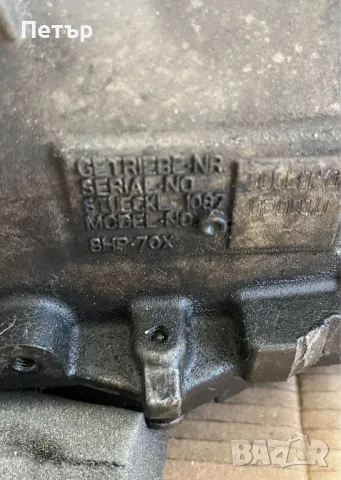 Петър
GETRIEBE-NR
SERIAL-NO
STUECKL. 1087
MODEL-NO
8HP-70X
BAZAR